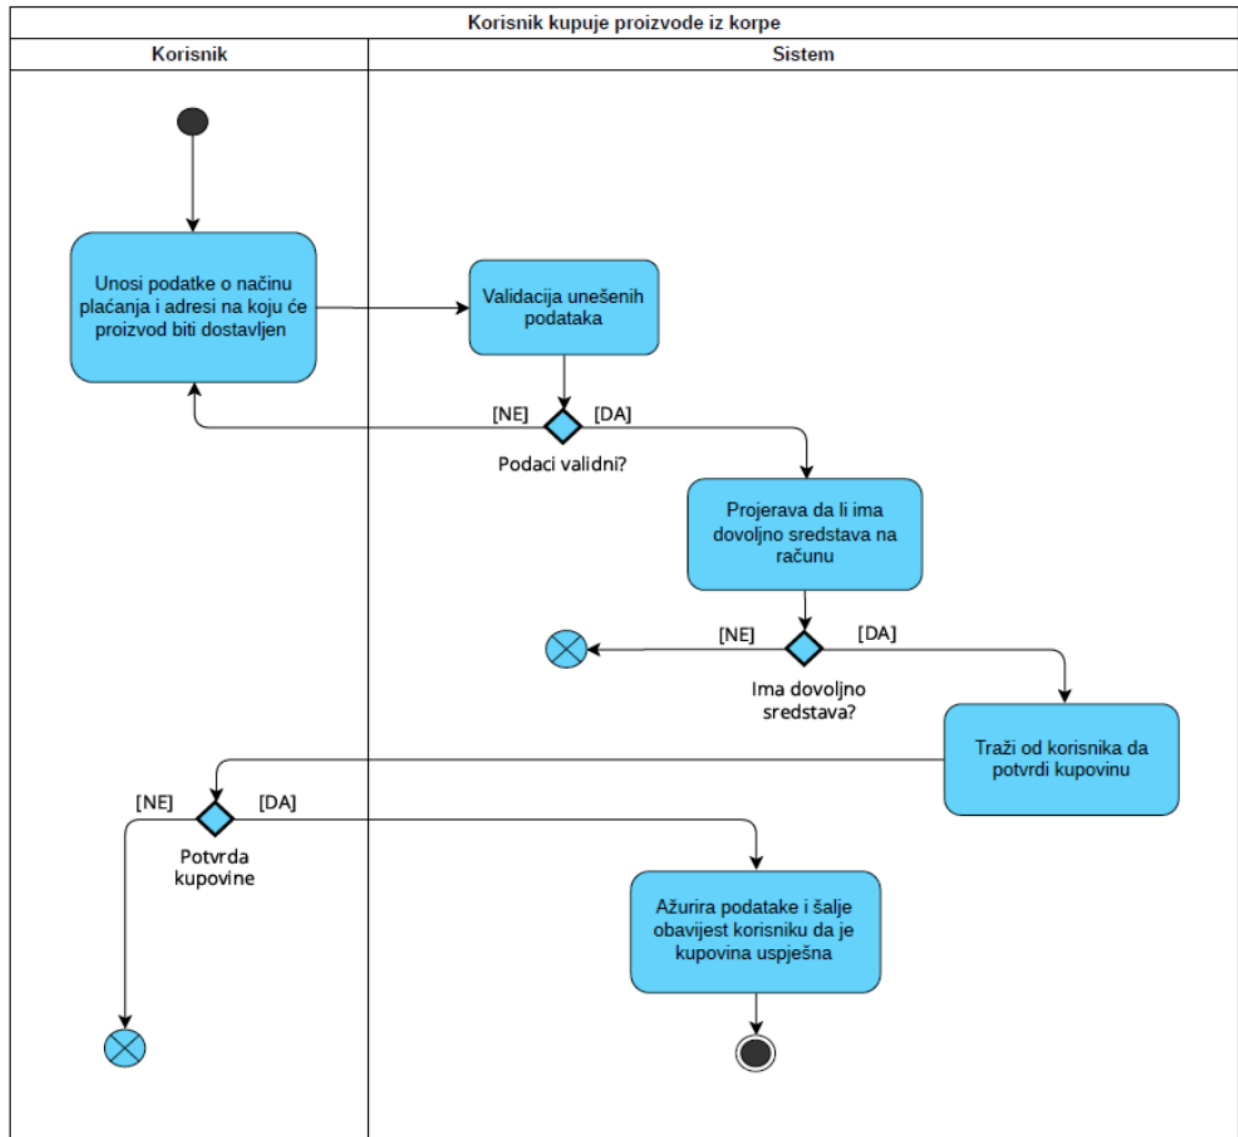 Korisnik kupuje proizvode iz korpe
Korisnik
Sistem
Unosi podatke o načinu
plaćanja i adresi na koju će
proizvod biti dostavljen
Validacija unešenih
podataka
[NE]
[DA]
Podaci validni?
Projerava da li ima
dovoljno sredstava na
računu
[NE]
[DA]
Ima dovoljno
sredstava?
Traži od korisnika da
potvrdi kupovinu
[NE]
[DA]
Potvrda
kupovine
Ažurira podatake i šalje
obavijest korisniku da je
kupovina uspješna